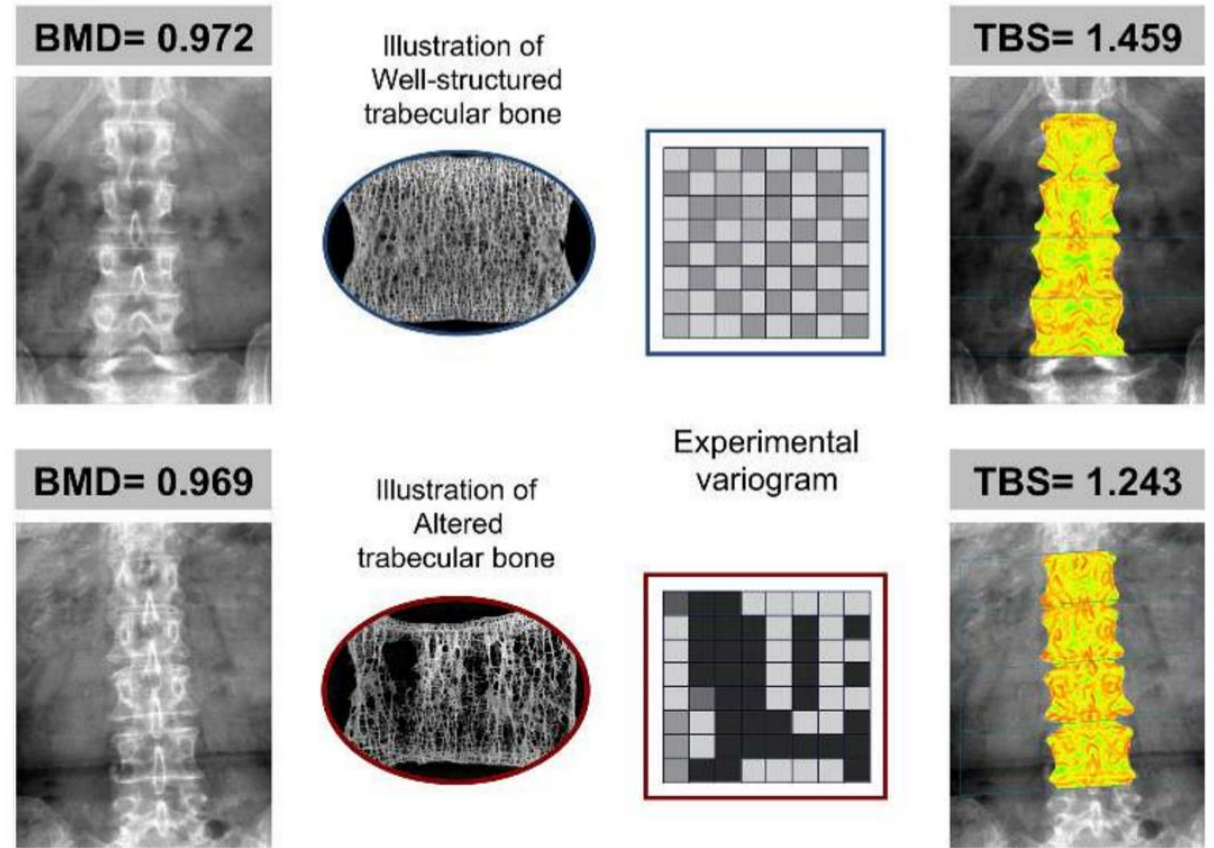 BMD= 0.972
Illustration of
Well-structured
trabecular bone
TBS= 1.459
Experimental
variogram
BMD= 0.969
Illustration of
Altered
trabecular bone
TBS= 1.243